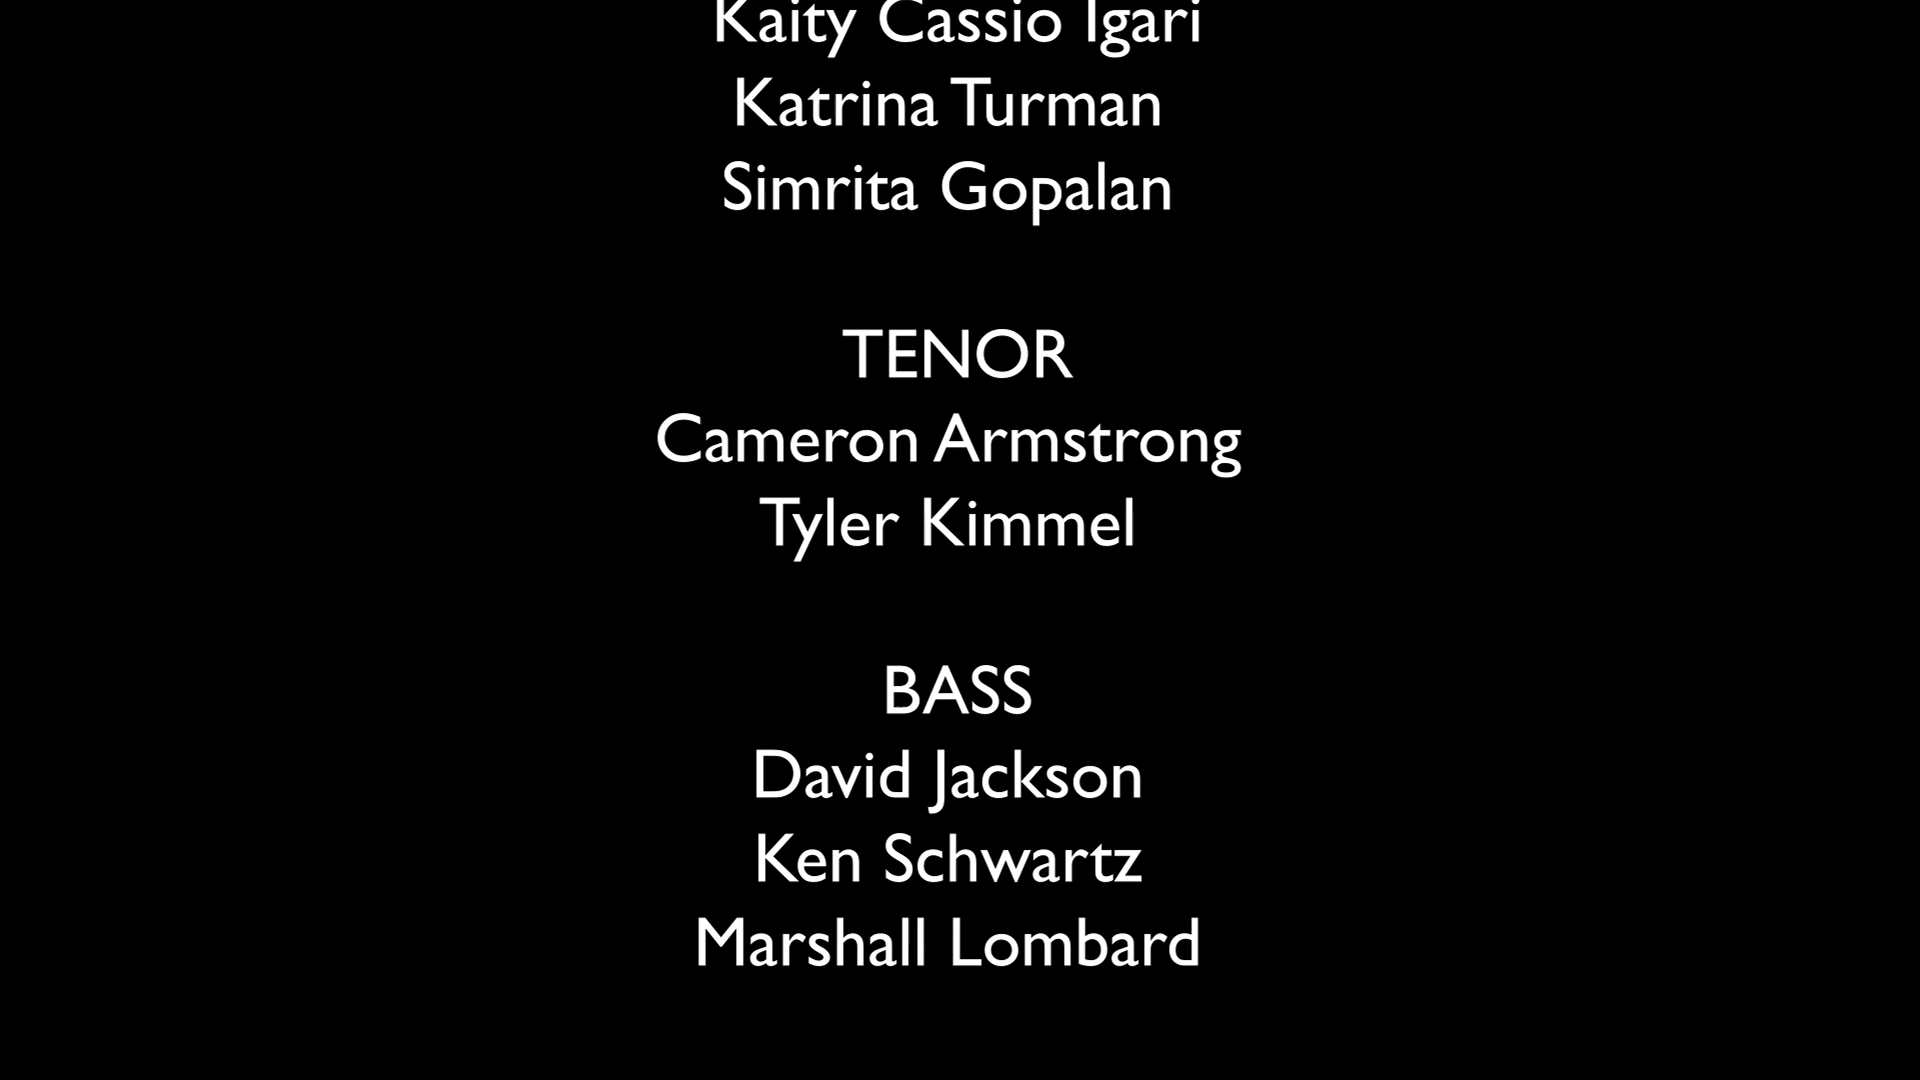 Kaity Cassio Igari
Katrina Turman
Simrita Gopalan
TENOR
Cameron Armstrong
Tyler Kimmel
BASS
David Jackson
Ken Schwartz
Marshall Lombard